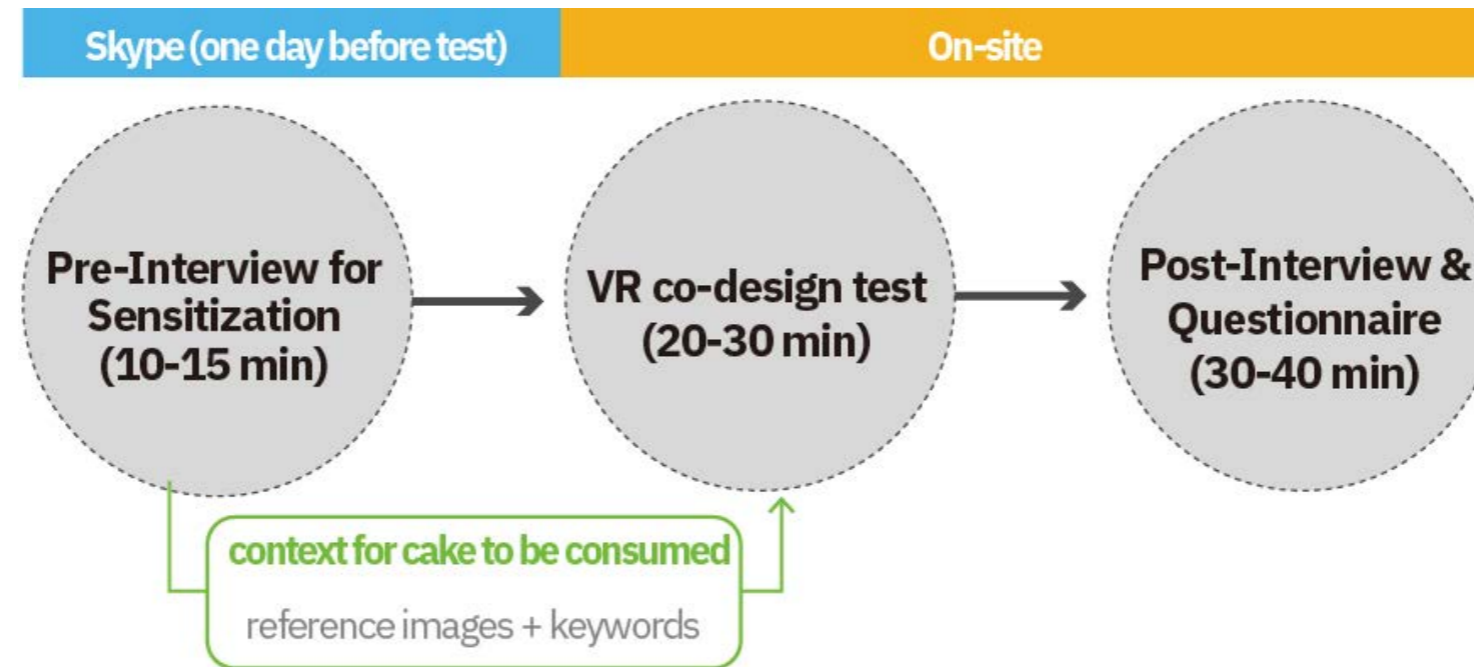 Skype (one day before test)
On-site
Pre-Interview for
Sensitization
(10-15 min)
VR co-design test
(20-30 min)
Post-Interview &
Questionnaire
(30-40 min)
context for cake to be consumed
reference images + keywords